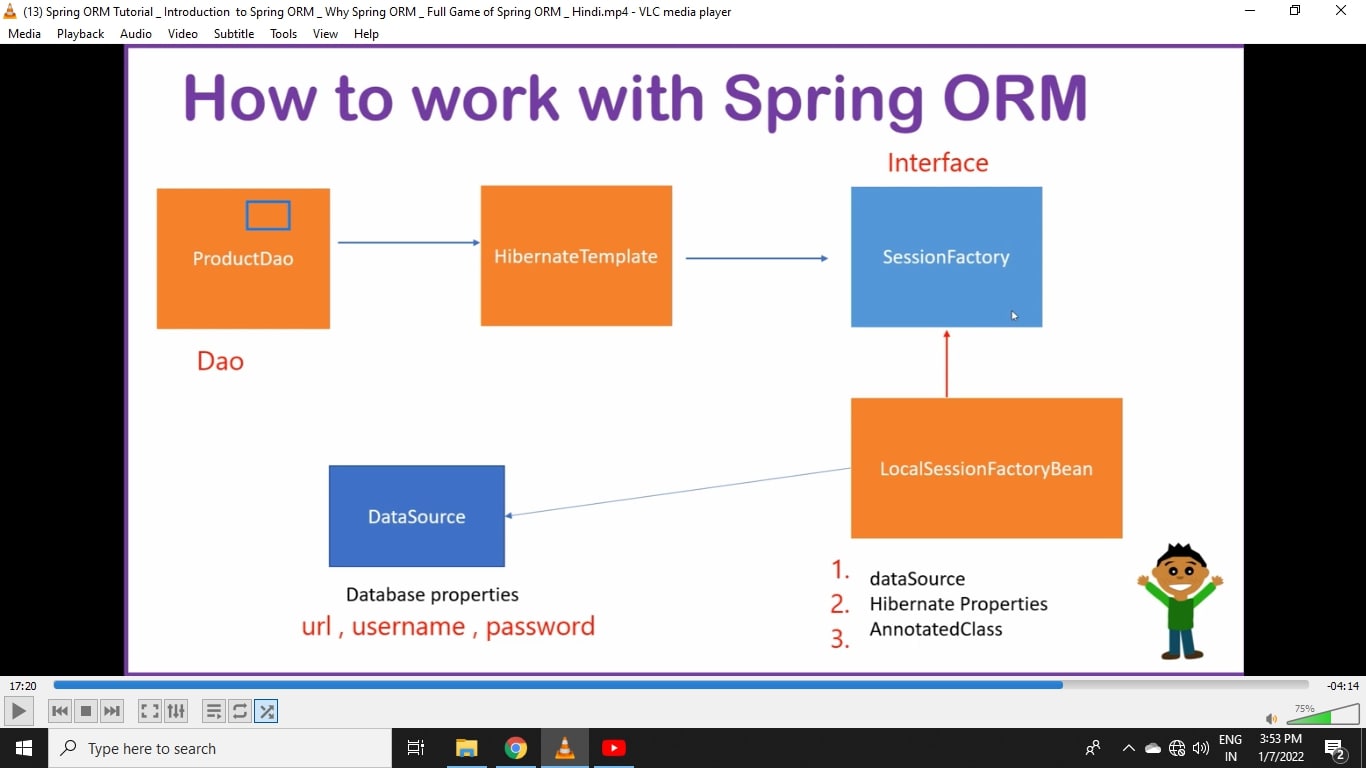 (13) Spring ORM Tutorial _ Introduction  to Spring ORM _ Why Spring ORM _ Full Game of Spring ORM _ Hindi.mp4 - VLC media player
Media Playback Audio Video Subtitle Tools View Help
How to work with Spring ORM
Interface
ProductDao
HibernateTemplate
SessionFactory
Dao
LocalSessionFactoryBean
DataSource
Database properties
url , username , password
1. dataSource
2. Hibernate Properties
3. AnnotatedClass
17:20
-04:14
75%
Type here to search
ENG
IN
3:53 PM
1/7/2022
2